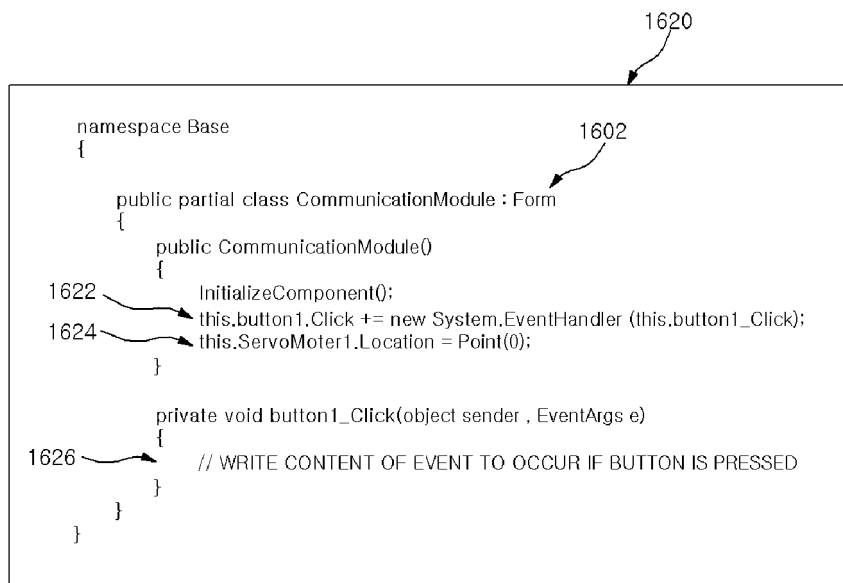 1620
namespace Base
{
1602
public partial class CommunicationModule : Form
{
public CommunicationModule()
{
InitializeComponent();
1622
this.button1.Click += new System.EventHandler (this.button1_Click);
1624
this.ServoMoter1.Location = Point(0);
}
private void button1_Click(object sender , EventArgs e)
{
1626
// WRITE CONTENT OF EVENT TO OCCUR IF BUTTON IS PRESSED
}
}
}